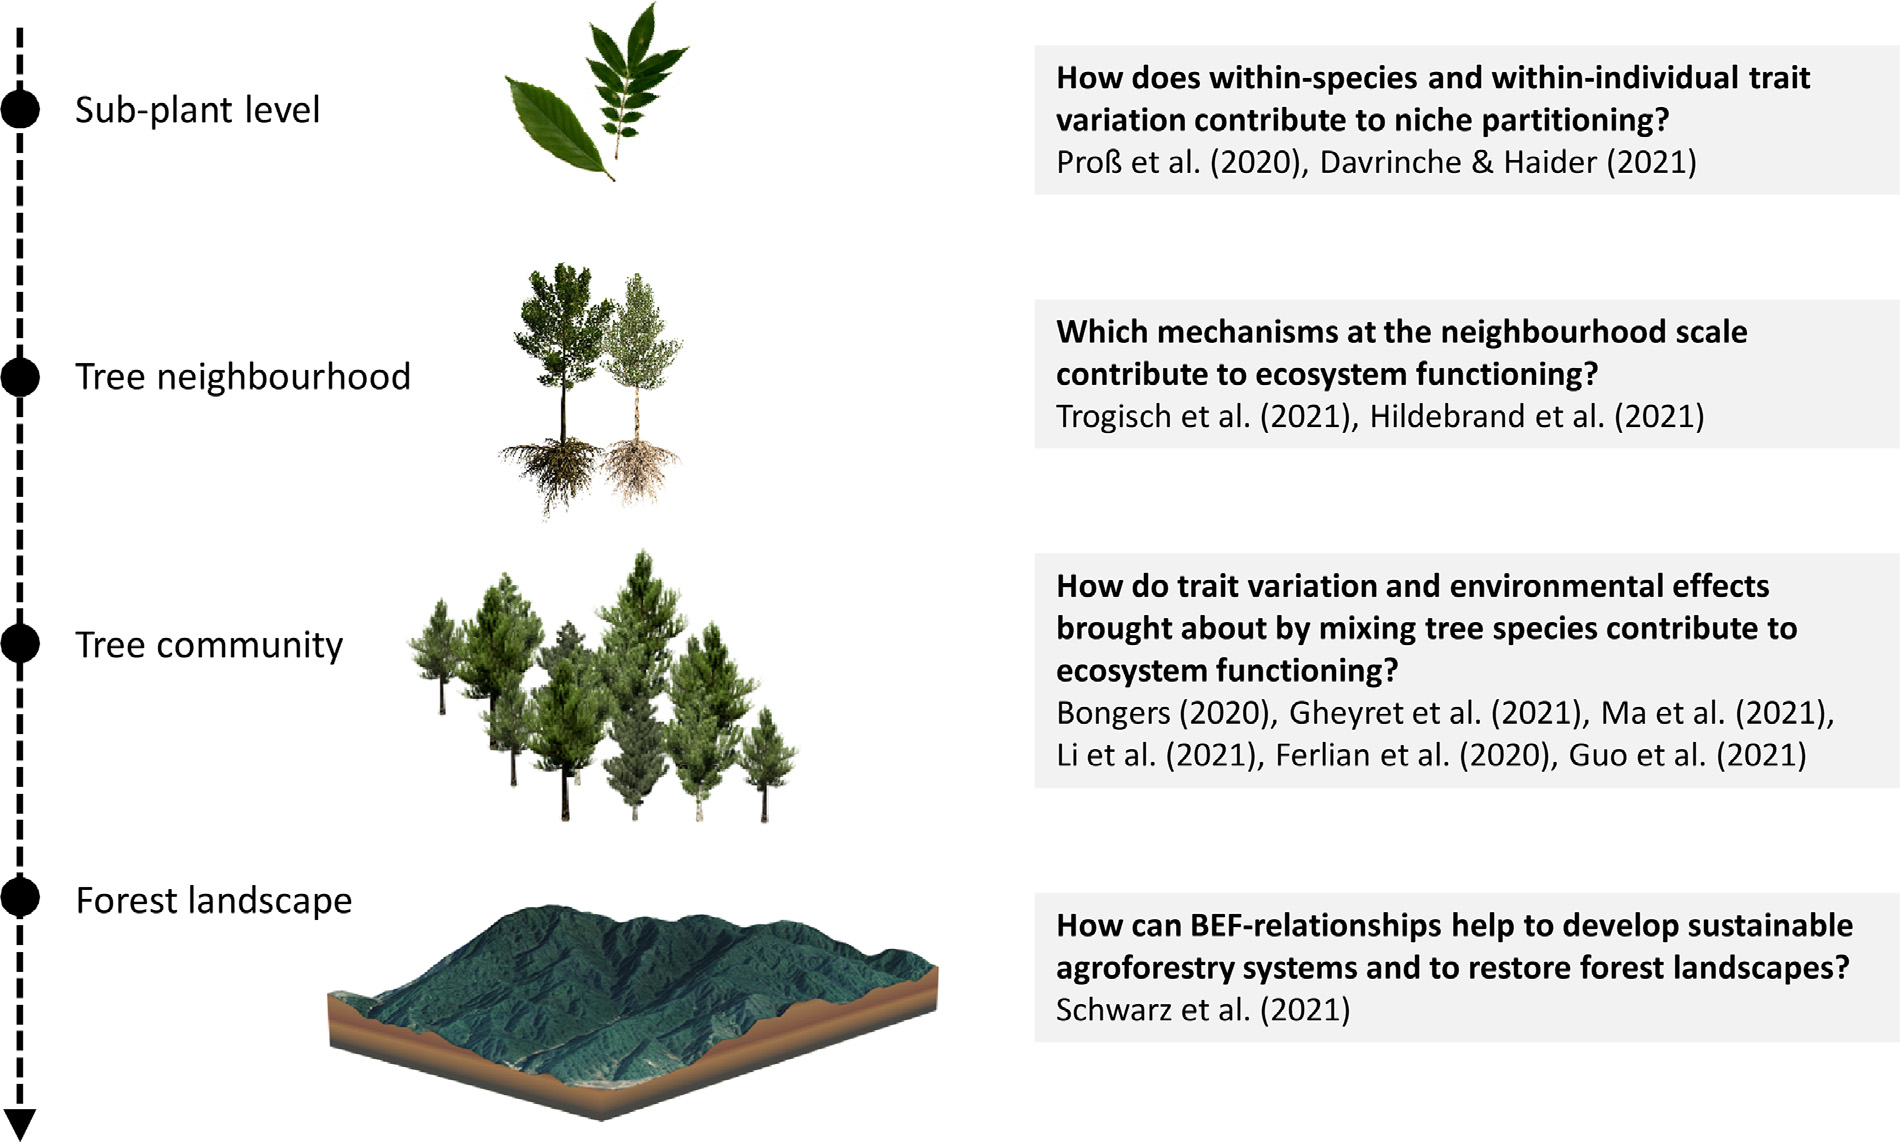 Sub-plant level
How does within-species and within-individual trait
variation contribute to niche partitioning?
Proß et al. (2020), Davrinche & Haider (2021)
Tree neighbourhood
Which mechanisms at the neighbourhood scale
contribute to ecosystem functioning?
Trogisch et al. (2021), Hildebrand et al. (2021)
Tree community
How do trait variation and environmental effects
brought about by mixing tree species contribute to
ecosystem functioning?
Bongers (2020), Gheyret et al. (2021), Ma et al. (2021),
Li et al. (2021), Ferlian et al. (2020), Guo et al. (2021)
Forest landscape
How can BEF-relationships help to develop sustainable
agroforestry systems and to restore forest landscapes?
Schwarz et al. (2021)